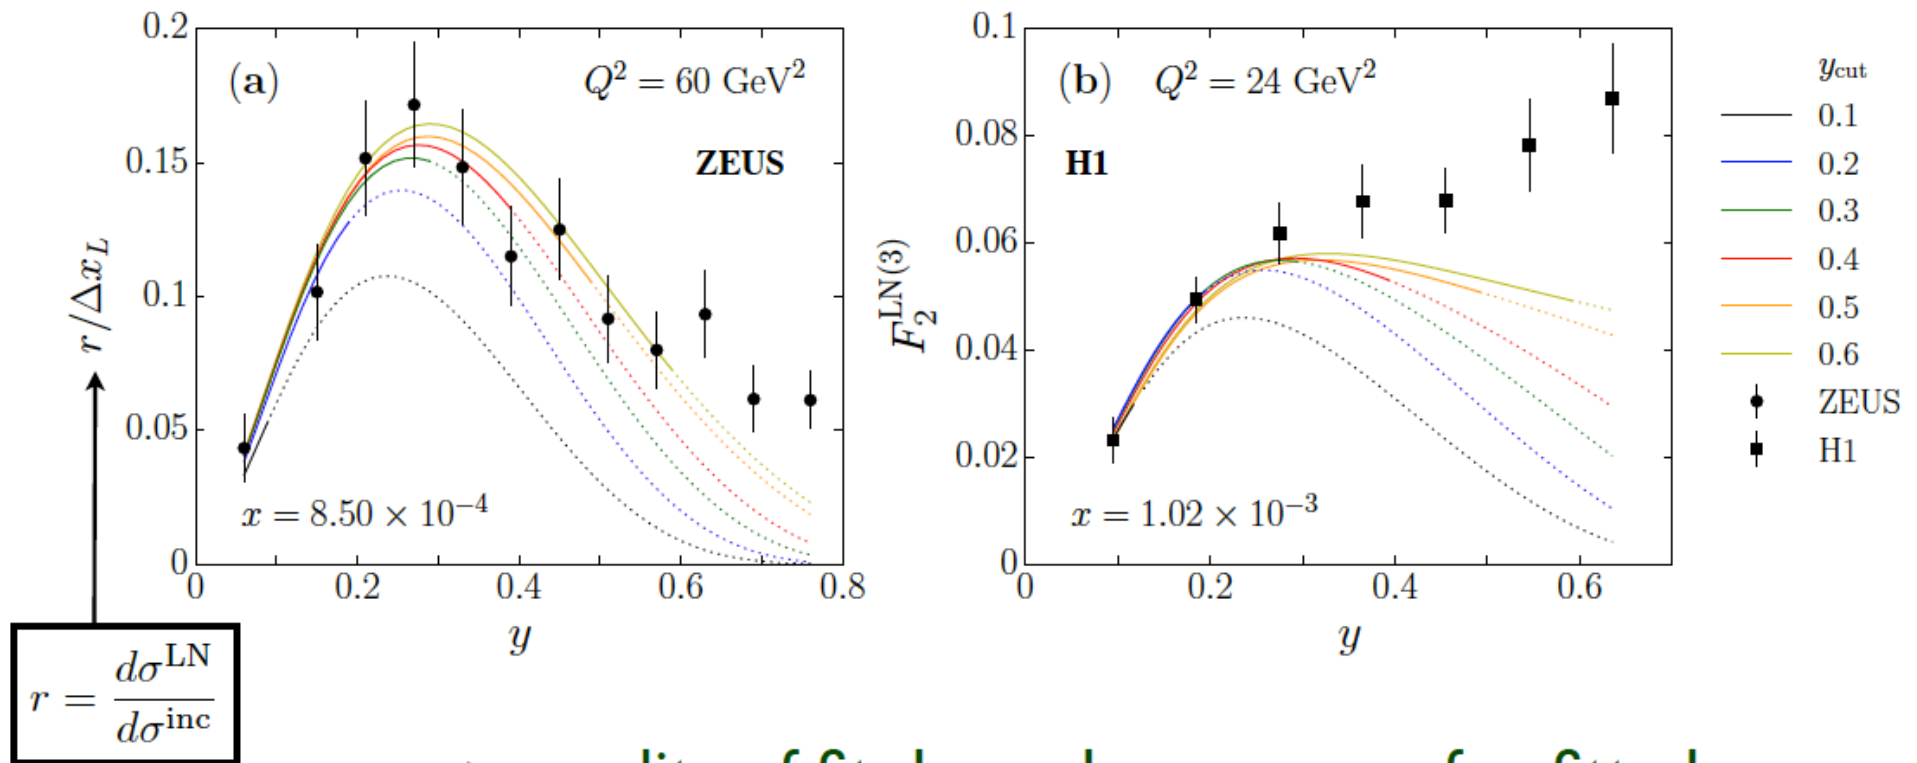 (a) Q² = 60 GeV²
ZEUS
x = 8.50 × 10⁻⁴
r/Δx_L
0.2
0.15
0.1
0.05
0
0 0.2 0.4 0.6 0.8
y
r = dσ^LN / dσ^inc
(b) Q² = 24 GeV²
H1
x = 1.02 × 10⁻³
F₂^LN(3)
0.1
0.08
0.06
0.04
0.02
0
0 0.2 0.4 0.6
y
y_cut
0.1
0.2
0.3
0.4
0.5
0.6
ZEUS
H1